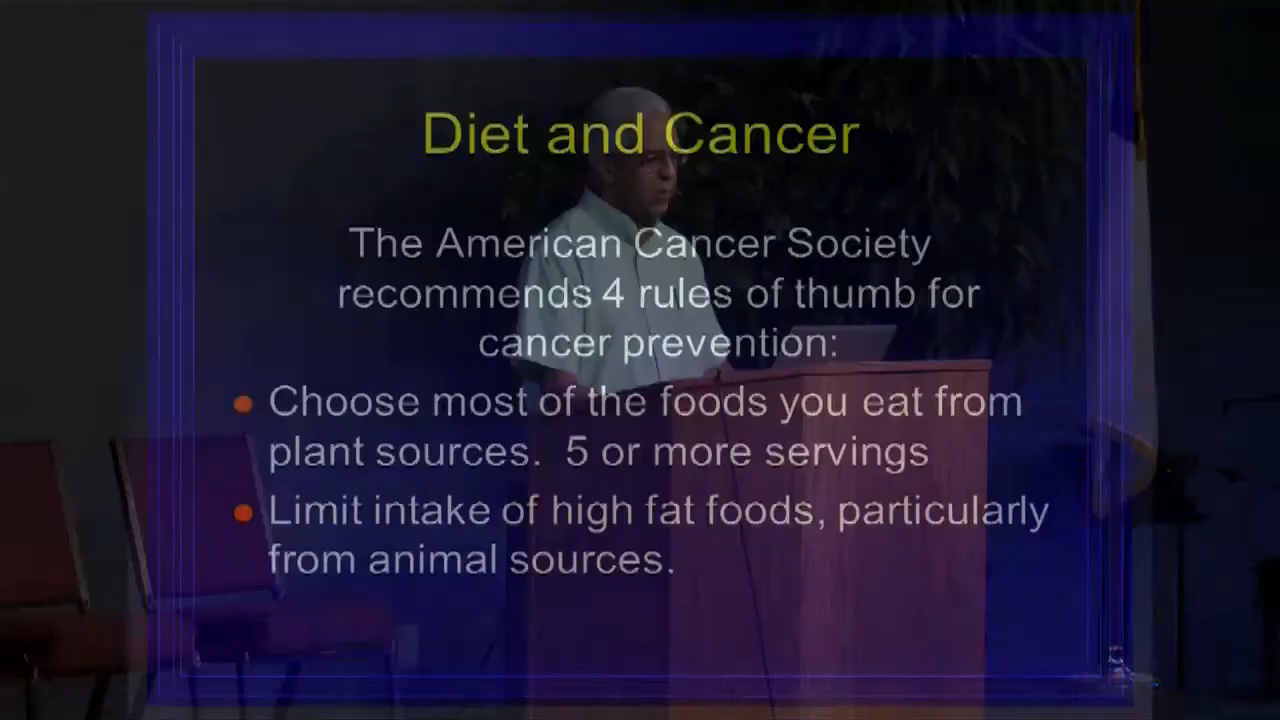 Diet and Cancer
The American Cancer Society
recommends 4 rules of thumb for
cancer prevention:
Choose most of the foods you eat from
plant sources. 5 or more servings
Limit intake of high fat foods, particularly
from animal sources.